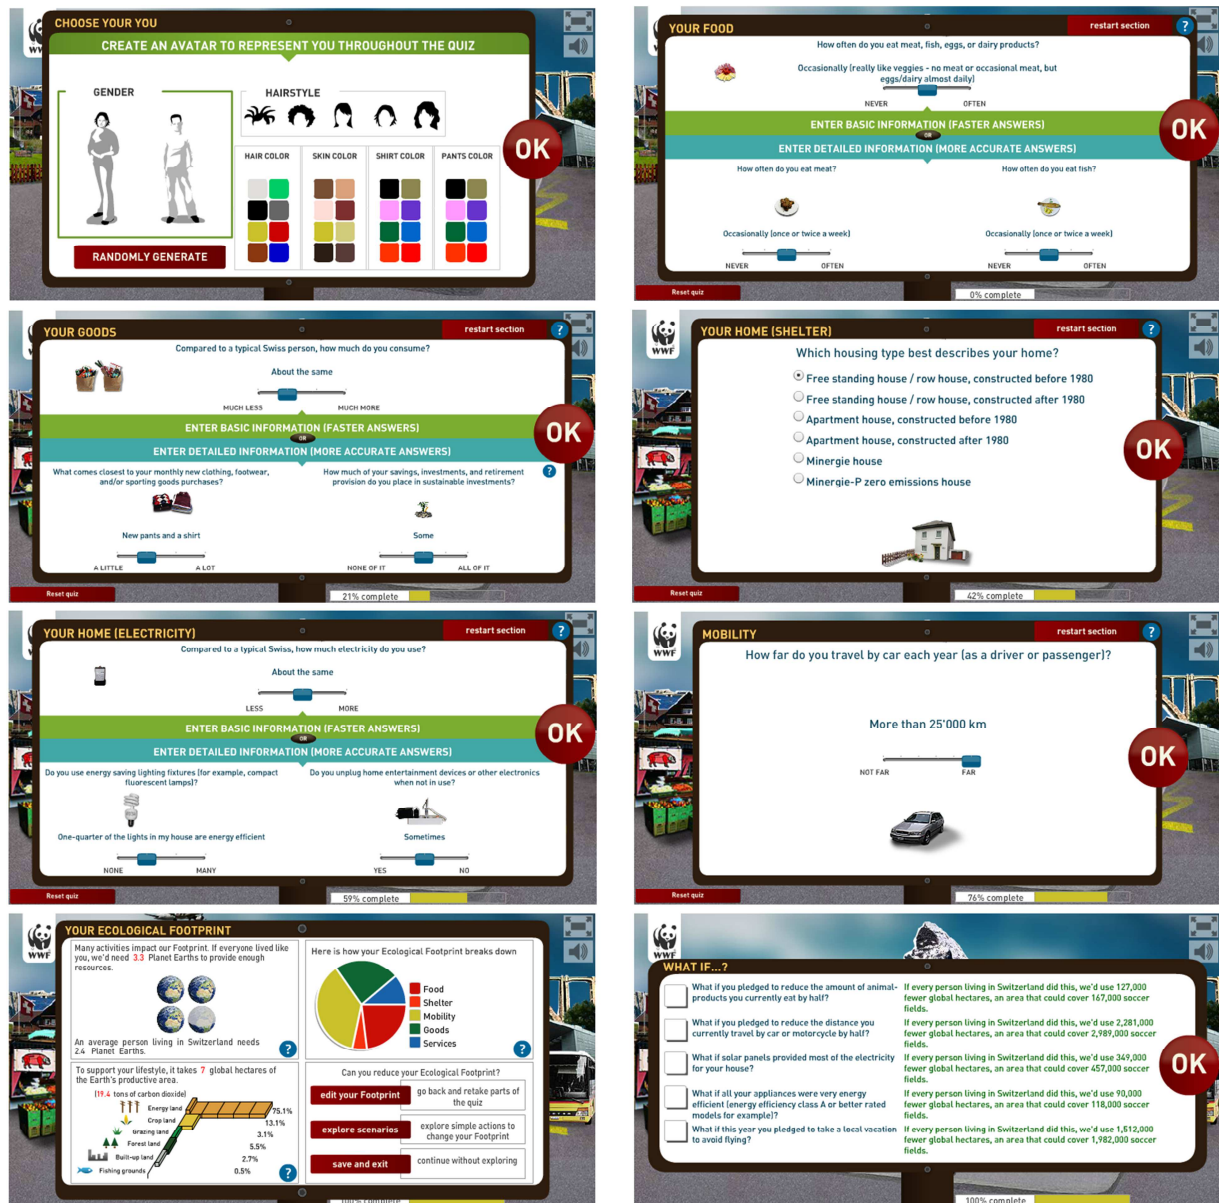 CHOOSE YOUR YOU
CREATE AN AVATAR TO REPRESENT YOU THROUGHOUT THE QUIZ
GENDER
HAIRSTYLE
HAIR COLOR
SKIN COLOR
SHIRT COLOR
PANTS COLOR
RANDOMLY GENERATE
OK
YOUR FOOD
restart section
?
How often do you eat meat, fish, eggs, or dairy products?
Occasionally (really like veggies - no meat or occasional meat, but
eggs/dairy almost daily)
NEVER
OFTEN
ENTER BASIC INFORMATION (FASTER ANSWERS)
OR
ENTER DETAILED INFORMATION (MORE ACCURATE ANSWERS)
How often do you eat meat?
How often do you eat fish?
Occasionally (once or twice a week)
Occasionally (once or twice a week)
NEVER
OFTEN
NEVER
OFTEN
OK
Reset quiz
0% complete
YOUR GOODS
restart section
?
Compared to a typical Swiss person, how much do you consume?
About the same
MUCH LESS
MUCH MORE
ENTER BASIC INFORMATION (FASTER ANSWERS)
OR
ENTER DETAILED INFORMATION (MORE ACCURATE ANSWERS)
What comes closest to your monthly new clothing, footwear,
and/or sporting goods purchases?
How much of your savings, investments, and retirement
provision do you place in sustainable investments?
?
New pants and a shirt
Some
A LITTLE
A LOT
NONE OF IT
ALL OF IT
OK
Reset quiz
21% complete
WWF
YOUR HOME (SHELTER)
restart section
?
Which housing type best describes your home?
Free standing house / row house, constructed before 1980
Free standing house / row house, constructed after 1980
Apartment house, constructed before 1980
Apartment house, constructed after 1980
Minergie house
Minergie-P zero emissions house
OK
Reset quiz
42% complete
YOUR HOME (ELECTRICITY)
restart section
?
Compared to a typical Swiss, how much electricity do you use?
About the same
LESS
MORE
ENTER BASIC INFORMATION (FASTER ANSWERS)
OR
ENTER DETAILED INFORMATION (MORE ACCURATE ANSWERS)
Do you use energy saving lighting fixtures (for example, compact
fluorescent lamps)?
Do you unplug home entertainment devices or other electronics
when not in use?
One-quarter of the lights in my house are energy efficient
Sometimes
NONE
MANY
YES
NO
OK
Reset quiz
59% complete
WWF
MOBILITY
restart section
?
How far do you travel by car each year (as a driver or passenger)?
More than 25'000 km
NOT FAR
FAR
OK
Reset quiz
76% complete
WWF
YOUR ECOLOGICAL FOOTPRINT
Many activities impact our Footprint. If everyone lived like
you, we'd need 3.3 Planet Earths to provide enough
resources.
An average person living in Switzerland needs
2.4 Planet Earths.
?
Here is how your Ecological Footprint breaks down
Food
Shelter
Mobility
Goods
Services
?
To support your lifestyle, it takes 7 global hectares of
the Earth's productive area.
(19.4 tons of carbon dioxide)
Energy land
75.1%
Crop land
13.1%
Grazing land
3.1%
Forest land
5.5%
Built-up land
2.7%
Fishing grounds
0.5%
?
Can you reduce your Ecological Footprint?
edit your Footprint
go back and retake parts of
the quiz
explore scenarios
explore simple actions to
change your Footprint
save and exit
continue without exploring
100% complete
WWF
WHAT IF...?
What if you pledged to reduce the amount of animal-
products you currently eat by half?
If every person living in Switzerland did this, we'd use 127,000
fewer global hectares, an area that could cover 167,000 soccer
fields.
What if you pledged to reduce the distance you
currently travel by car or motorcycle by half?
If every person living in Switzerland did this, we'd use 2,281,000
fewer global hectares, an area that could cover 2,989,000 soccer
fields.
What if solar panels provided most of the electricity
for your house?
If every person living in Switzerland did this, we'd use 349,000
fewer global hectares, an area that could cover 457,000 soccer
fields.
What if all your appliances were very energy
efficient (energy efficiency class A or better rated
models for example)?
If every person living in Switzerland did this, we'd use 90,000
fewer global hectares, an area that could cover 118,000 soccer
fields.
What if this year you pledged to take a local vacation
to avoid flying?
If every person living in Switzerland did this, we'd use 1,512,000
fewer global hectares, an area that could cover 1,982,000 soccer
fields.
OK
100% complete